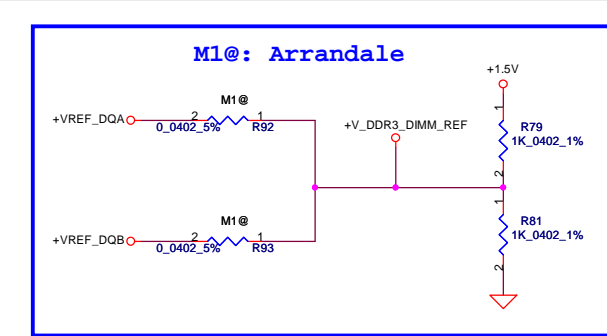 M1@: Arrandale
+1.5V
M1@
+VREF_DQA
2
1
0_0402_5%
R92
+V_DDR3_DIMM_REF
1
R79
1K_0402_1%
2
M1@
+VREF_DQB
2
1
0_0402_5%
R93
1
R81
1K_0402_1%
2